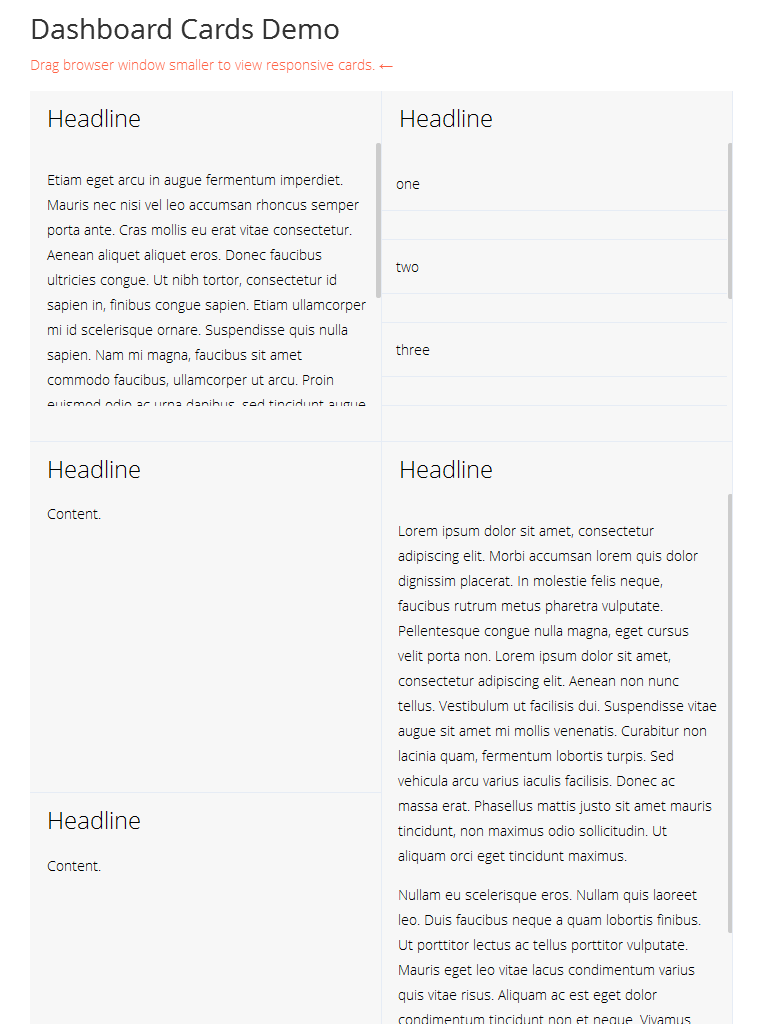 Dashboard Cards Demo
Drag browser window smaller to view responsive cards. ←
Headline
Etiam eget arcu in augue fermentum imperdiet.
Mauris nec nisi vel leo accumsan rhoncus semper
porta ante. Cras mollis eu erat vitae consectetur.
Aenean aliquet aliquet eros. Donec faucibus
ultricies congue. Ut nibh tortor, consectetur id
sapien in, finibus congue sapien. Etiam ullamcorper
mi id scelerisque ornare. Suspendisse quis nulla
sapien. Nam mi magna, faucibus sit amet
commodo faucibus, ullamcorper ut arcu. Proin
euismod odio ac urna dapibus, sed tincidunt augue
Headline
one
two
three
Headline
Content.
Headline
Lorem ipsum dolor sit amet, consectetur
adipiscing elit. Morbi accumsan lorem quis dolor
dignissim placerat. In molestie felis neque,
faucibus rutrum metus pharetra vulputate.
Pellentesque congue nulla magna, eget cursus
velit porta non. Lorem ipsum dolor sit amet,
consectetur adipiscing elit. Aenean non nunc
tellus. Vestibulum ut facilisis dui. Suspendisse vitae
augue sit amet mi mollis venenatis. Curabitur non
lacinia quam, fermentum lobortis turpis. Sed
vehicula arcu varius iaculis facilisis. Donec ac
massa erat. Phasellus mattis justo sit amet mauris
tincidunt, non maximus odio sollicitudin. Ut
aliquam orci eget tincidunt maximus.
Nullam eu scelerisque eros. Nullam quis laoreet
leo. Duis faucibus neque a quam lobortis finibus.
Ut porttitor lectus ac tellus porttitor vulputate.
Mauris eget leo vitae lacus condimentum varius
quis vitae risus. Aliquam ac est eget dolor
condimentum tincidunt non et neque. Vivamus
Headline
Content.